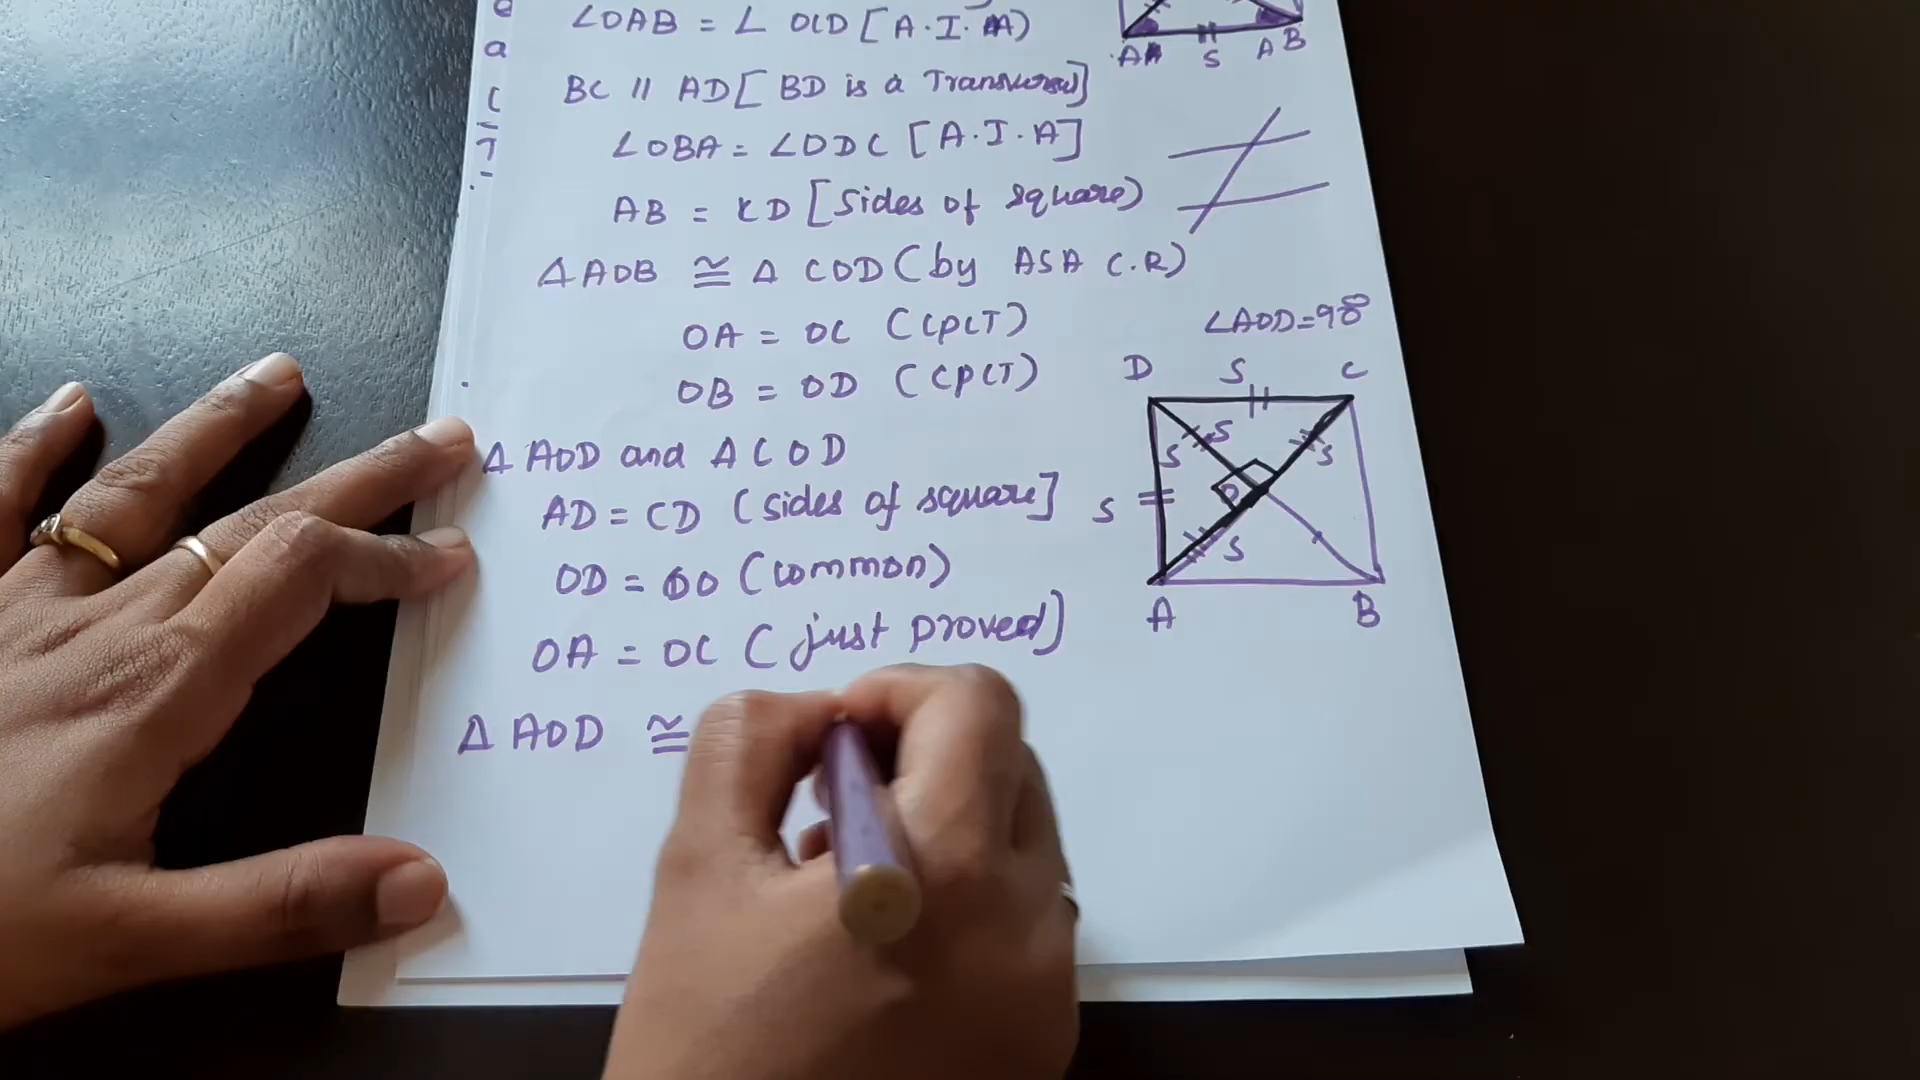 ∠OAB = ∠ OCD [A.I.A)
BC || AD [ BD is a Transversal]
∠OBA = ∠ODC [A.I.A]
AB = CD [Sides of square)
Δ AOB ≅ Δ COD (by ASA C.R)
OA = OC (CPCT)
OB = OD (CPCT)
Δ AOD and Δ COD
AD = CD (sides of square]
OD = DO (common)
OA = OC (just proved]
Δ AOD ≅
A S A B
∠AOD=90°
D S C
S S S
S O
S
A B
e
a